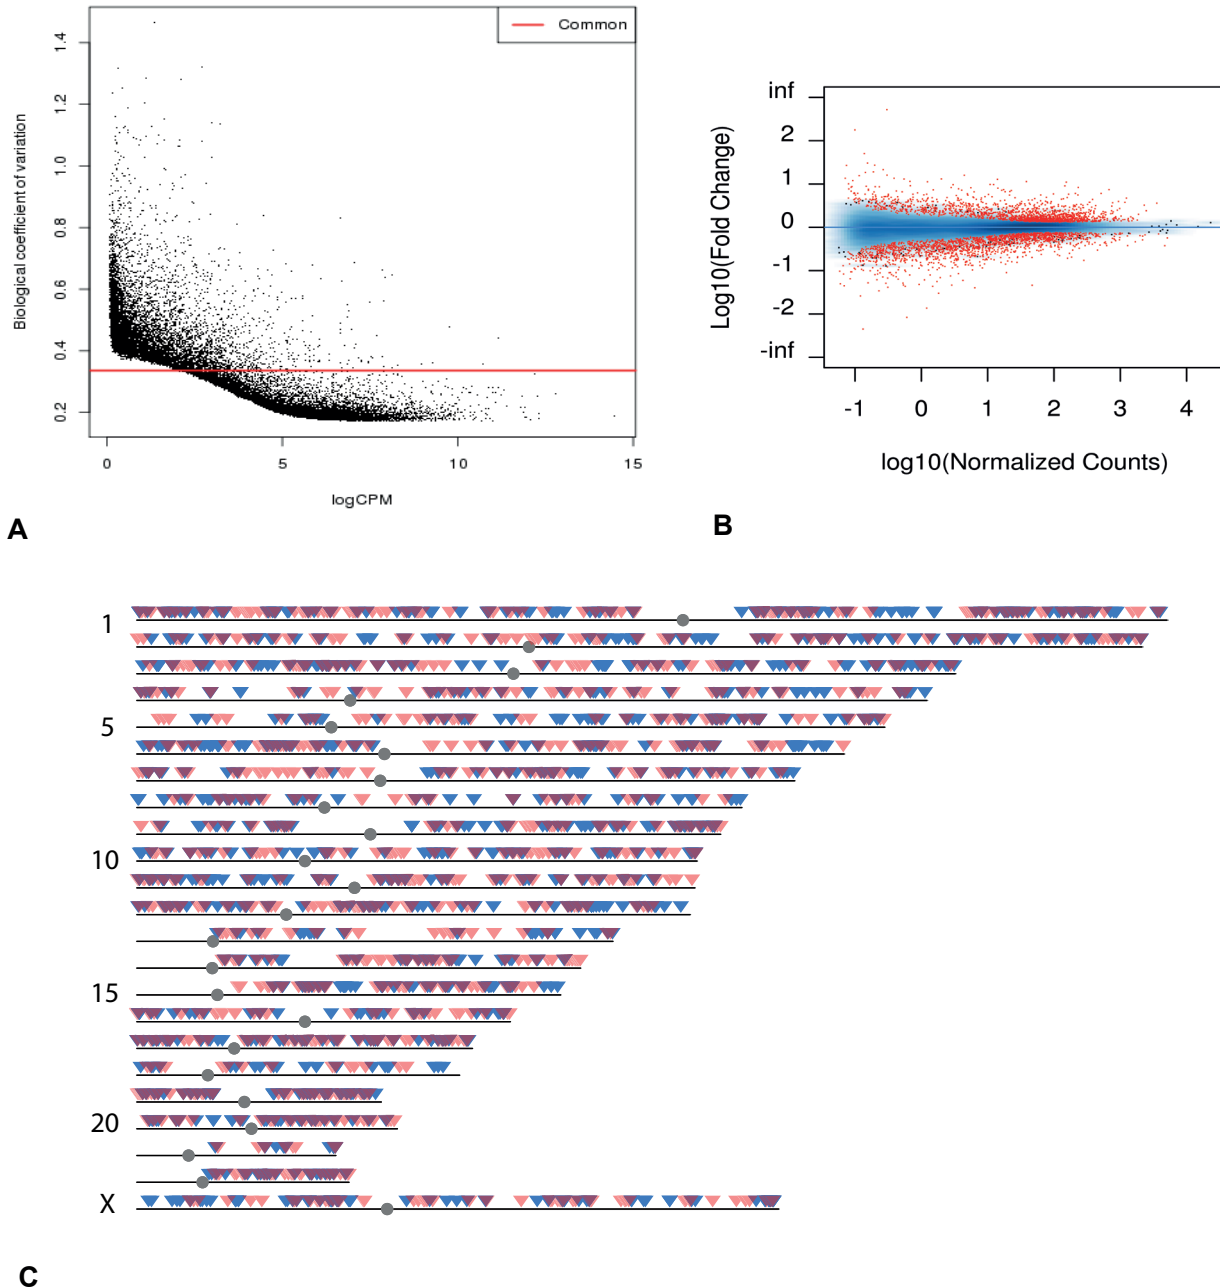 Common
1.4
1.2
1.0
0.8
0.6
0.4
0.2
Biological coefficient of variation
0 5 10 15
logCPM
A
inf
2
1
0
-1
-2
-inf
Log10(Fold Change)
-1 0 1 2 3 4
log10(Normalized Counts)
B
1
5
10
15
20
X
C